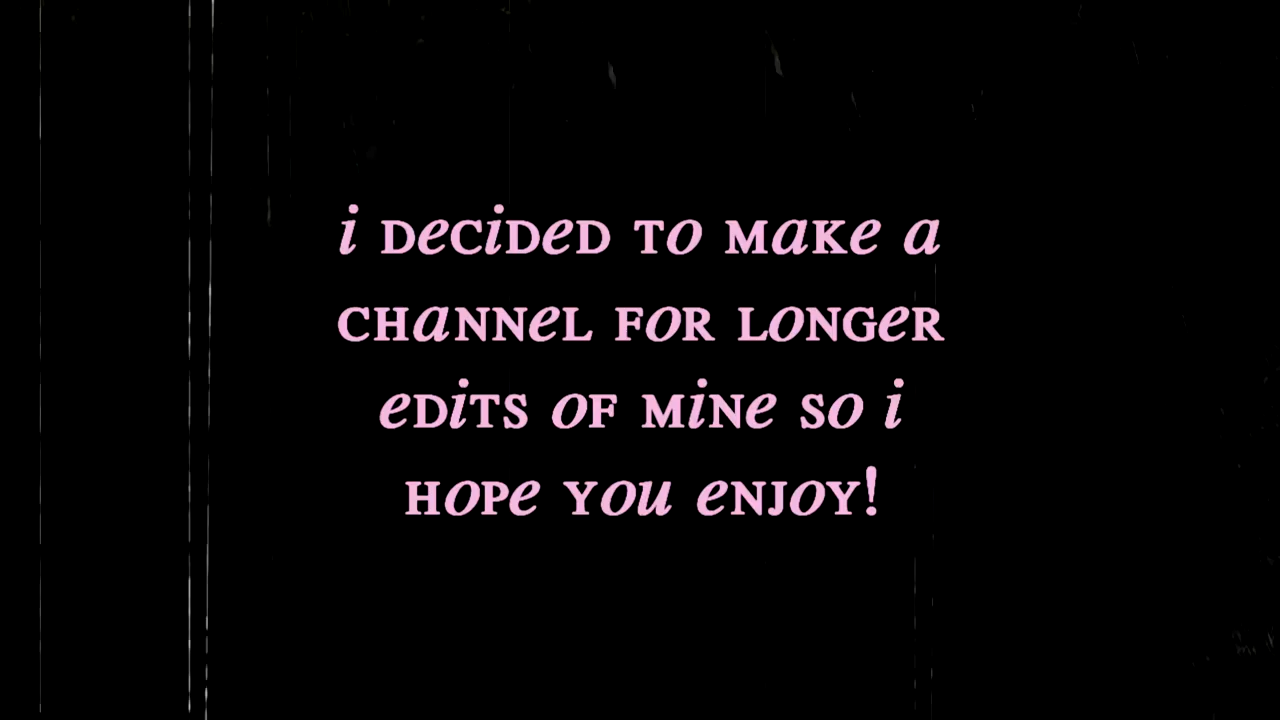 i DeCiDeD To MaKe a
CHaNNeL FoR LoNGeR
eDiTS oF MiNe So i
HoPe You eNJoY!